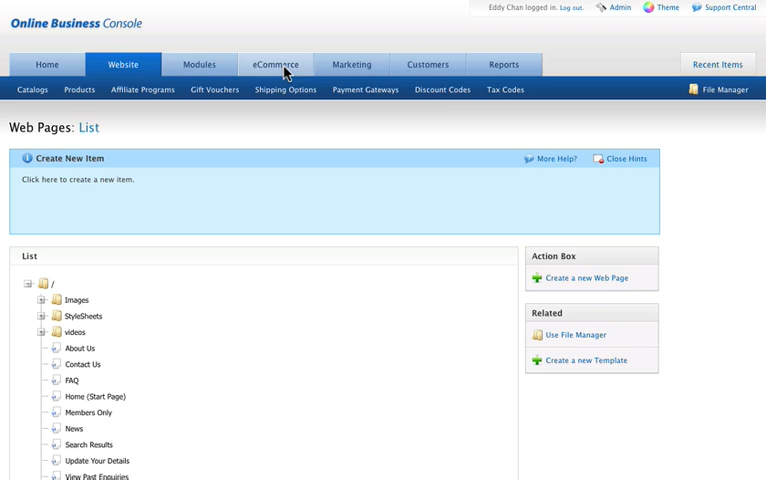 Eddy Chan logged in. Log out. Admin Theme Support Central
Online Business Console
Home Website Modules eCommerce Marketing Customers Reports Recent Items
Catalogs Products Affiliate Programs Gift Vouchers Shipping Options Payment Gateways Discount Codes Tax Codes File Manager
Web Pages: List
Create New Item More Help? Close Hints
Click here to create a new item.
List
/
Images
StyleSheets
videos
About Us
Contact Us
FAQ
Home (Start Page)
Members Only
News
Search Results
Update Your Details
View Past Enquiries
Action Box
Create a new Web Page
Related
Use File Manager
Create a new Template